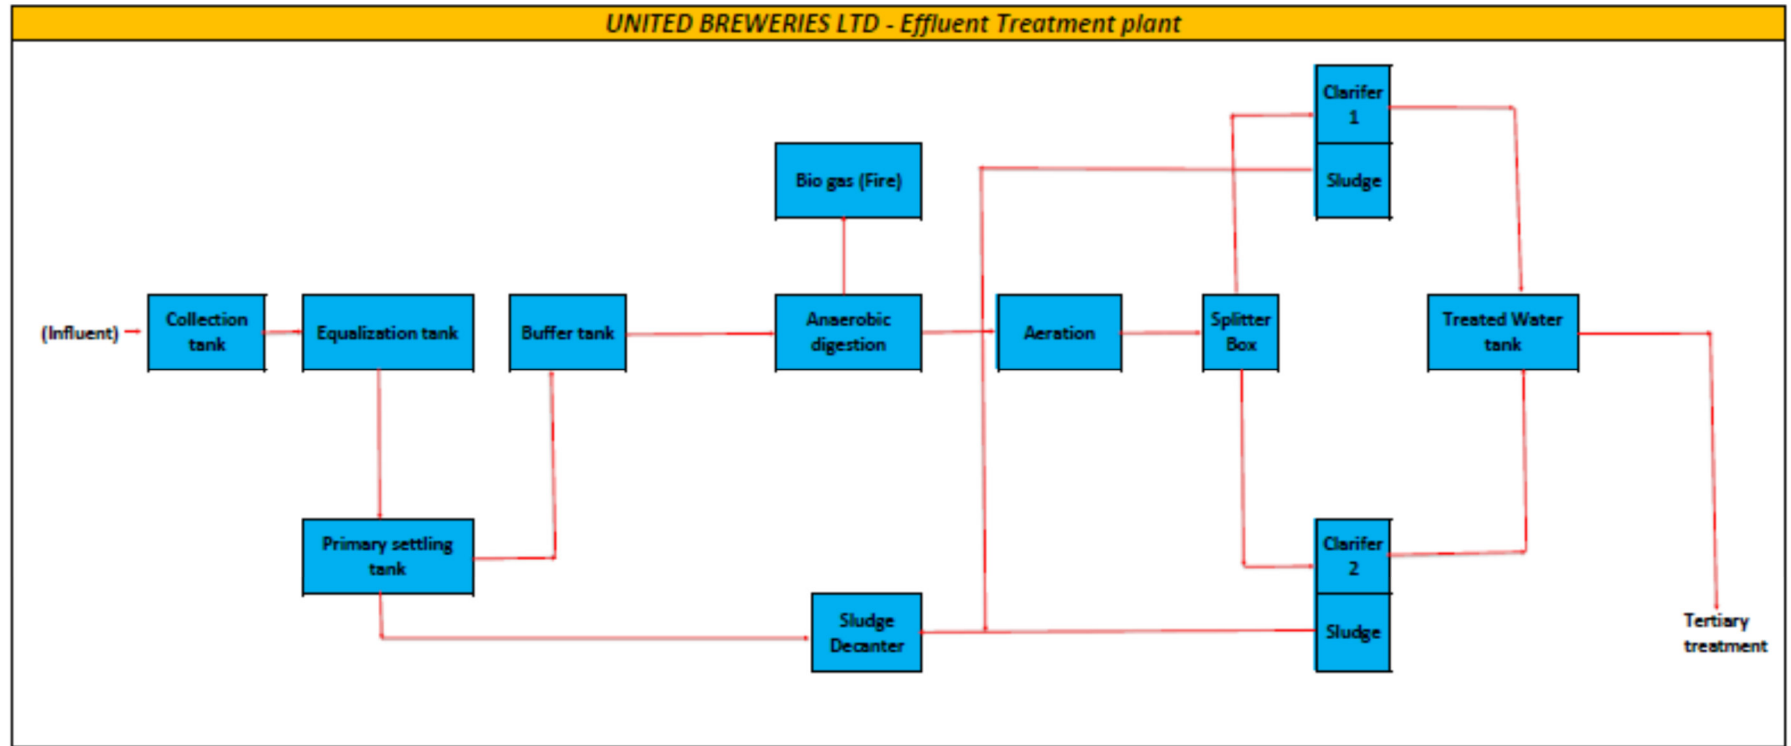 UNITED BREWERIES LTD - Effluent Treatment plant
Clarifer
1
Sludge
Bio gas (Fire)
(Influent)
Collection
tank
Equalization tank
Buffer tank
Anaerobic
digestion
Aeration
Splitter
Box
Treated Water
tank
Primary settling
tank
Sludge
Decanter
Clarifer
2
Sludge
Tertiary
treatment